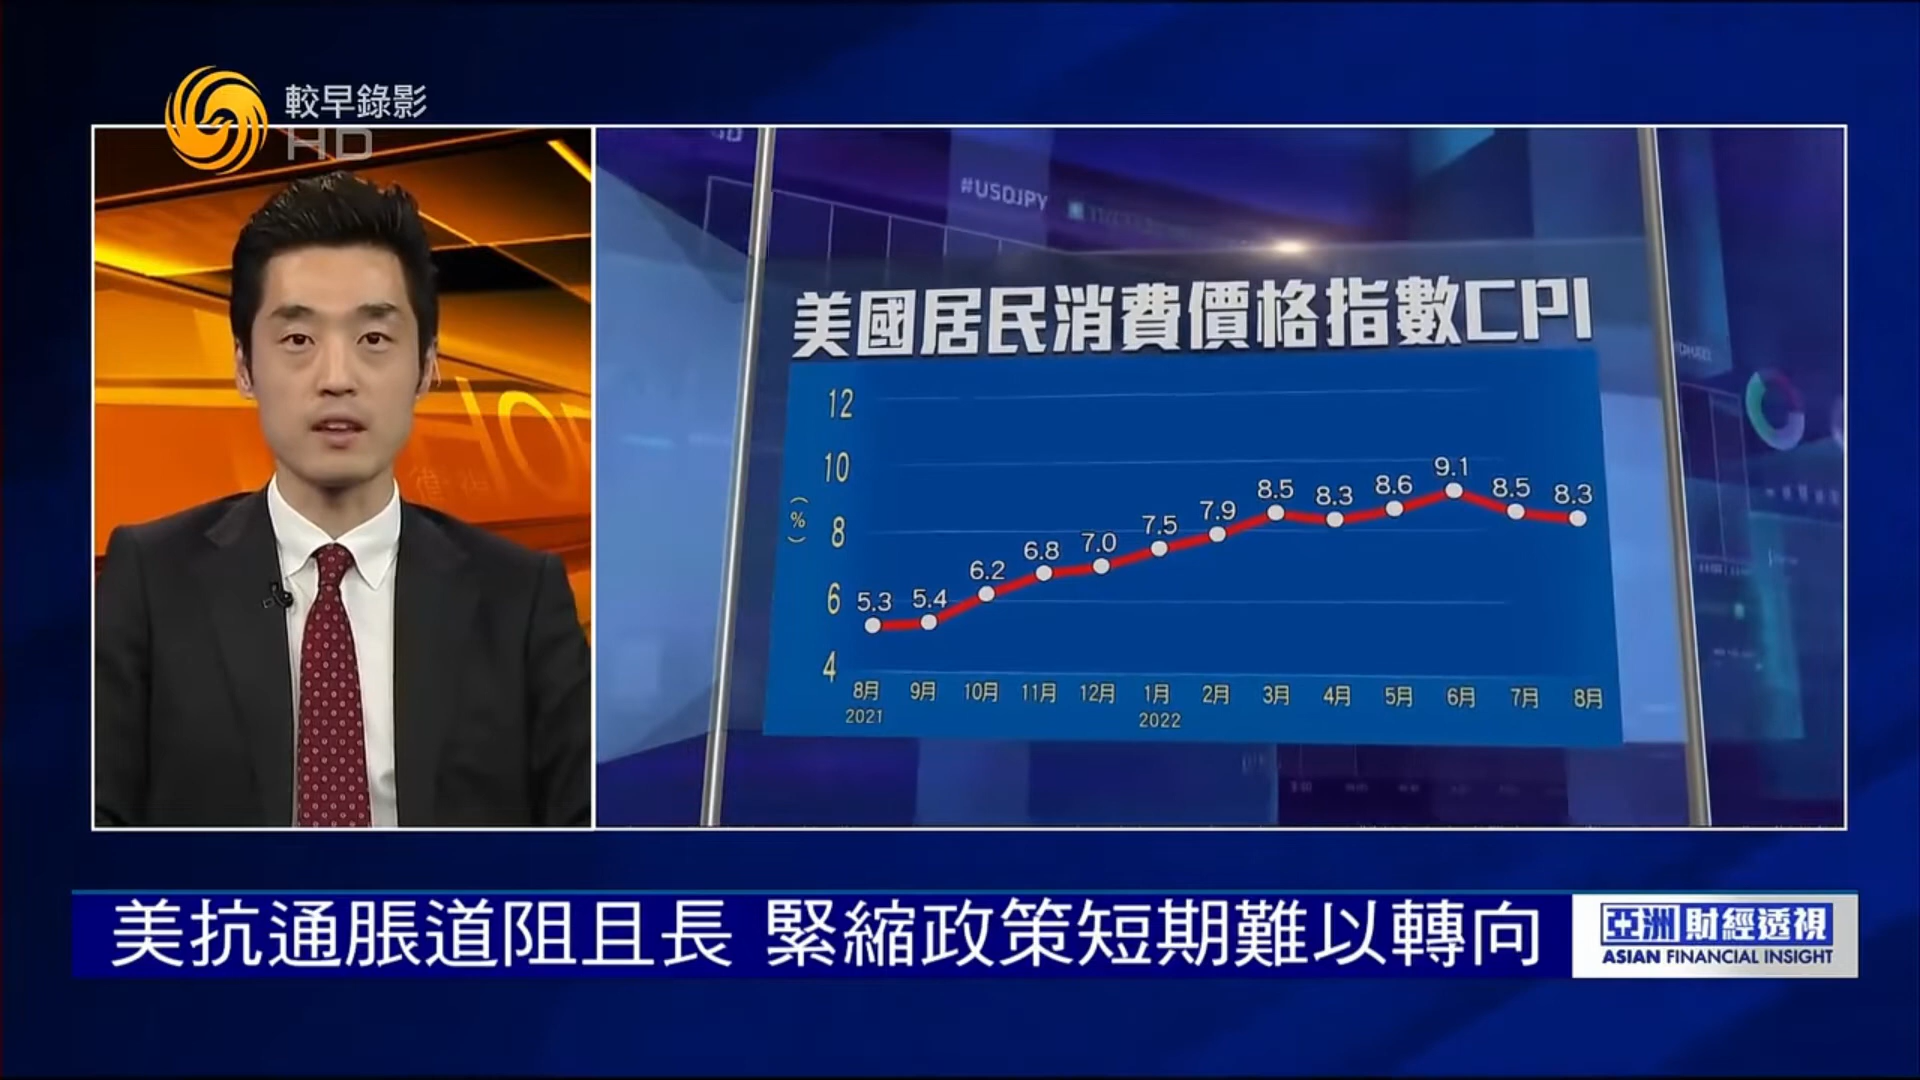 較早錄影
HD
#USDJPY
美國居民消費價格指數CPI
12
10
8
6
4
(%)
5.3 5.4 6.2 6.8 7.0 7.5 7.9 8.5 8.3 8.6 9.1 8.5 8.3
8月 9月 10月 11月 12月 1月 2月 3月 4月 5月 6月 7月 8月
2021 2022
美抗通脹道阻且長 緊縮政策短期難以轉向
亞洲財經透視
ASIAN FINANCIAL INSIGHT